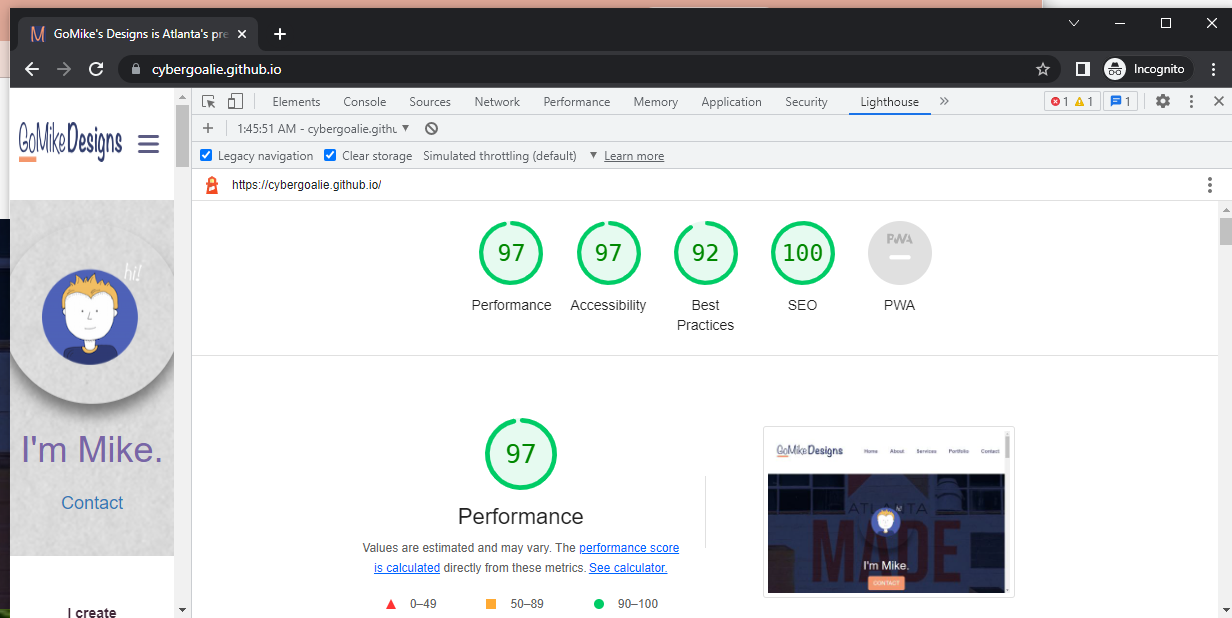 GoMike's Designs is Atlanta's pre
cybergoalie.github.io
Incognito
Elements Console Sources Network Performance Memory Application Security Lighthouse
1 1 1
1:45:51 AM - cybergoalie.githu
Legacy navigation Clear storage Simulated throttling (default) Learn more
https://cybergoalie.github.io/
GoMikeDesigns
hi!
I'm Mike.
Contact
I create
97 97 92 100 PWA
Performance Accessibility Best Practices SEO PWA
97
Performance
Values are estimated and may vary. The performance score
is calculated directly from these metrics. See calculator.
0–49 50–89 90–100
GoMikeDesigns Home About Services Portfolio Contact
hi!
ATLANTA
MADE
I'm Mike.
CONTACT